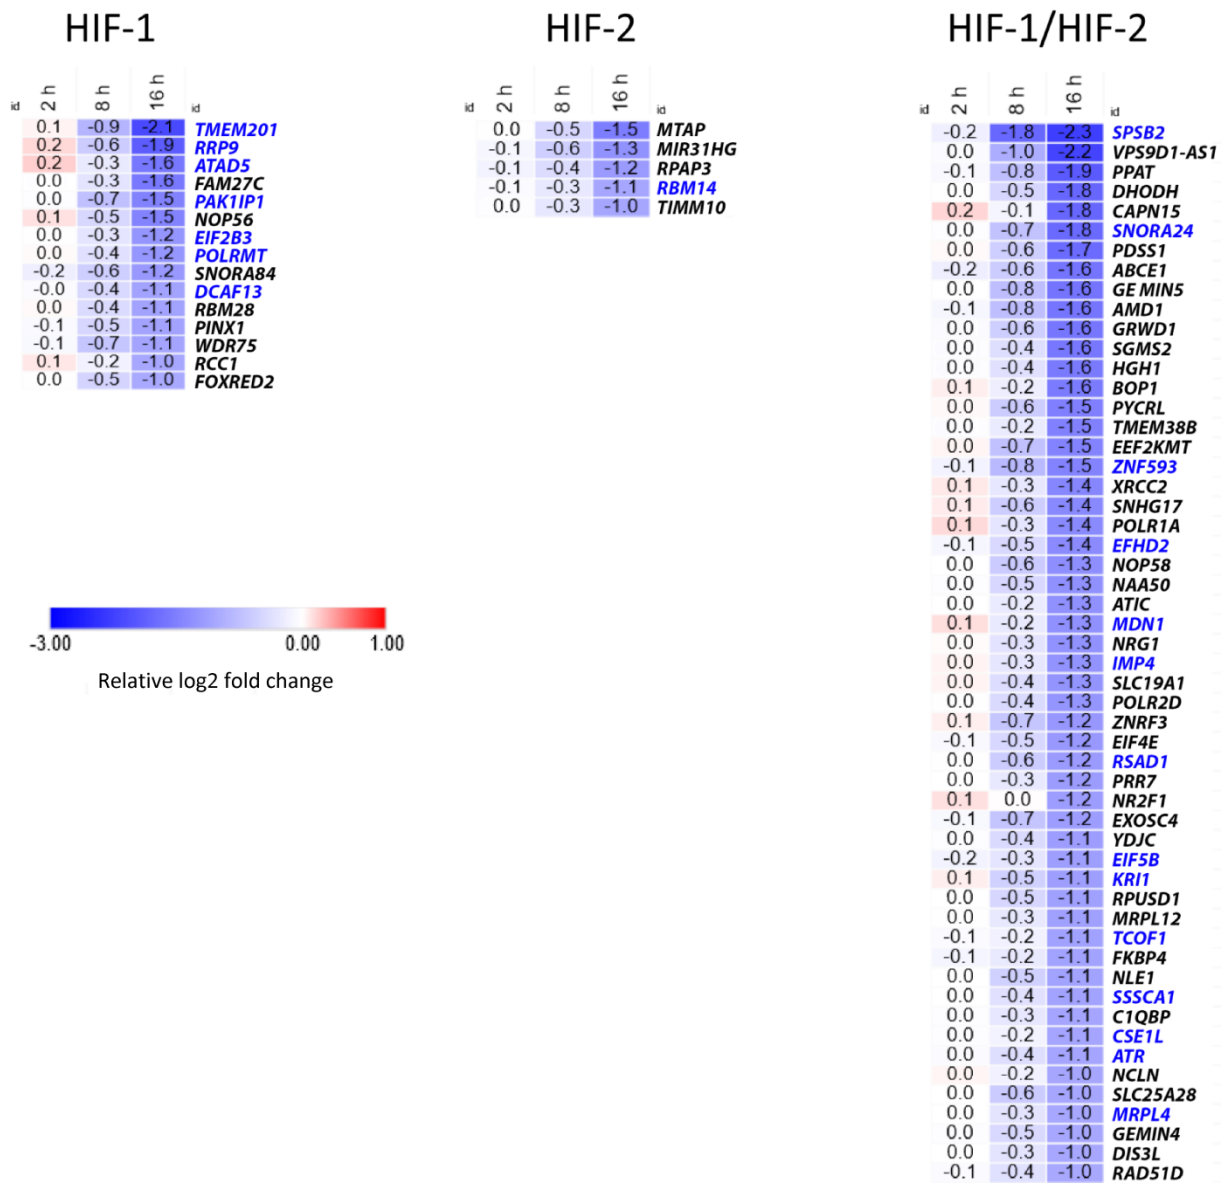 HIF-1
id 2 h 8 h 16 h id
0.1 -0.9 -2.1 TMEM201
0.2 -0.6 -1.9 RRP9
0.2 -0.3 -1.6 ATAD5
0.0 -0.3 -1.6 FAM27C
0.0 -0.7 -1.5 PAK1IP1
0.1 -0.5 -1.5 NOP56
0.0 -0.3 -1.2 EIF2B3
0.0 -0.4 -1.2 POLRMT
-0.2 -0.6 -1.2 SNORA84
-0.0 -0.4 -1.1 DCAF13
0.0 -0.4 -1.1 RBM28
-0.1 -0.5 -1.1 PINX1
-0.1 -0.7 -1.1 WDR75
0.1 -0.2 -1.0 RCC1
0.0 -0.5 -1.0 FOXRED2
-3.00 0.00 1.00
Relative log2 fold change
HIF-2
id 2 h 8 h 16 h id
0.0 -0.5 -1.5 MTAP
-0.1 -0.6 -1.3 MIR31HG
-0.1 -0.4 -1.2 RPAP3
-0.1 -0.3 -1.1 RBM14
0.0 -0.3 -1.0 TIMM10
HIF-1/HIF-2
id 2 h 8 h 16 h id
-0.2 -1.8 -2.3 SPSB2
0.0 -1.0 -2.2 VPS9D1-AS1
-0.1 -0.8 -1.9 PPAT
0.0 -0.5 -1.8 DHODH
0.2 -0.1 -1.8 CAPN15
0.0 -0.7 -1.8 SNORA24
0.0 -0.6 -1.7 PDSS1
-0.2 -0.6 -1.6 ABCE1
0.0 -0.8 -1.6 GEMIN5
-0.1 -0.8 -1.6 AMD1
0.0 -0.6 -1.6 GRWD1
0.0 -0.4 -1.6 SGMS2
0.0 -0.4 -1.6 HGH1
0.1 -0.2 -1.6 BOP1
0.0 -0.6 -1.5 PYCRL
0.0 -0.2 -1.5 TMEM38B
0.0 -0.7 -1.5 EEF2KMT
-0.1 -0.8 -1.5 ZNF593
0.1 -0.3 -1.4 XRCC2
0.1 -0.6 -1.4 SNHG17
0.1 -0.3 -1.4 POLR1A
-0.1 -0.5 -1.4 EFHD2
0.0 -0.6 -1.3 NOP58
0.0 -0.5 -1.3 NAA50
0.0 -0.2 -1.3 ATIC
0.1 -0.2 -1.3 MDN1
0.0 -0.3 -1.3 NRG1
0.0 -0.3 -1.3 IMP4
0.0 -0.4 -1.3 SLC19A1
0.0 -0.4 -1.3 POLR2D
0.1 -0.7 -1.2 ZNRF3
-0.1 -0.5 -1.2 EIF4E
0.0 -0.6 -1.2 RSAD1
0.0 -0.3 -1.2 PRR7
0.1 0.0 -1.2 NR2F1
-0.1 -0.7 -1.2 EXOSC4
0.0 -0.4 -1.1 YDJC
-0.2 -0.3 -1.1 EIF5B
0.1 -0.5 -1.1 KRI1
0.0 -0.5 -1.1 RPUSD1
0.0 -0.3 -1.1 MRPL12
-0.1 -0.2 -1.1 TCOF1
-0.1 -0.2 -1.1 FKBP4
0.0 -0.5 -1.1 NLE1
0.0 -0.4 -1.1 SSSCA1
0.0 -0.3 -1.1 C1QBP
0.0 -0.2 -1.1 CSE1L
0.0 -0.4 -1.1 ATR
0.0 -0.2 -1.0 NCLN
0.0 -0.6 -1.0 SLC25A28
0.0 -0.3 -1.0 MRPL4
0.0 -0.5 -1.0 GEMIN4
0.0 -0.3 -1.0 DIS3L
-0.1 -0.4 -1.0 RAD51D